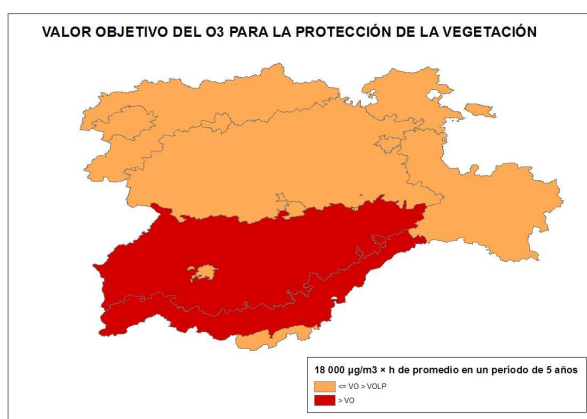 VALOR OBJETIVO DEL O3 PARA LA PROTECCIÓN DE LA VEGETACIÓN
18 000 µg/m3 × h de promedio en un periodo de 5 años
<= VO > VOLP
> VO